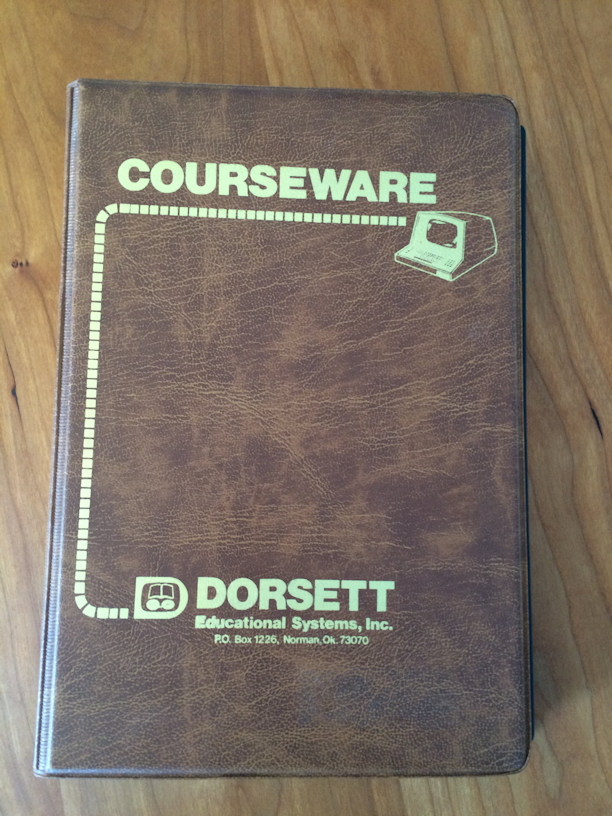 COURSEWARE
DORSETT
Educational Systems, Inc.
P.O. Box 1226, Norman, Ok. 73070